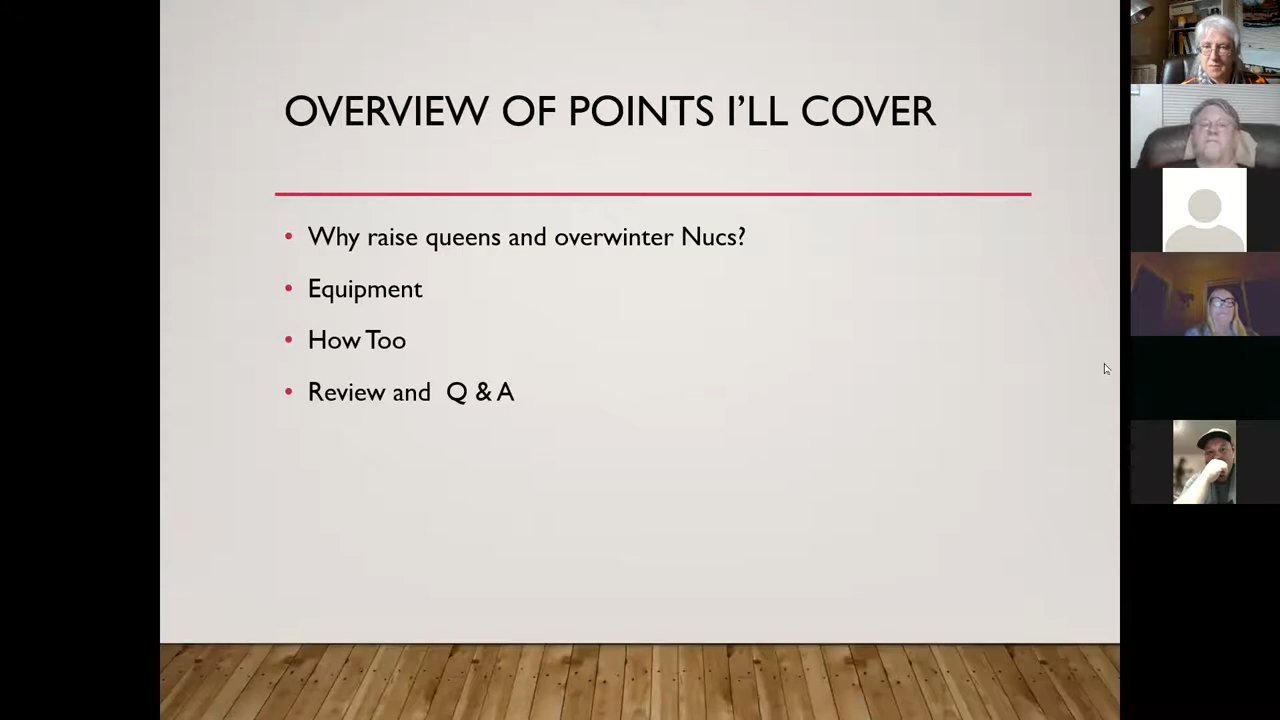 OVERVIEW OF POINTS I'LL COVER
• Why raise queens and overwinter Nucs?
• Equipment
• How Too
• Review and  Q & A